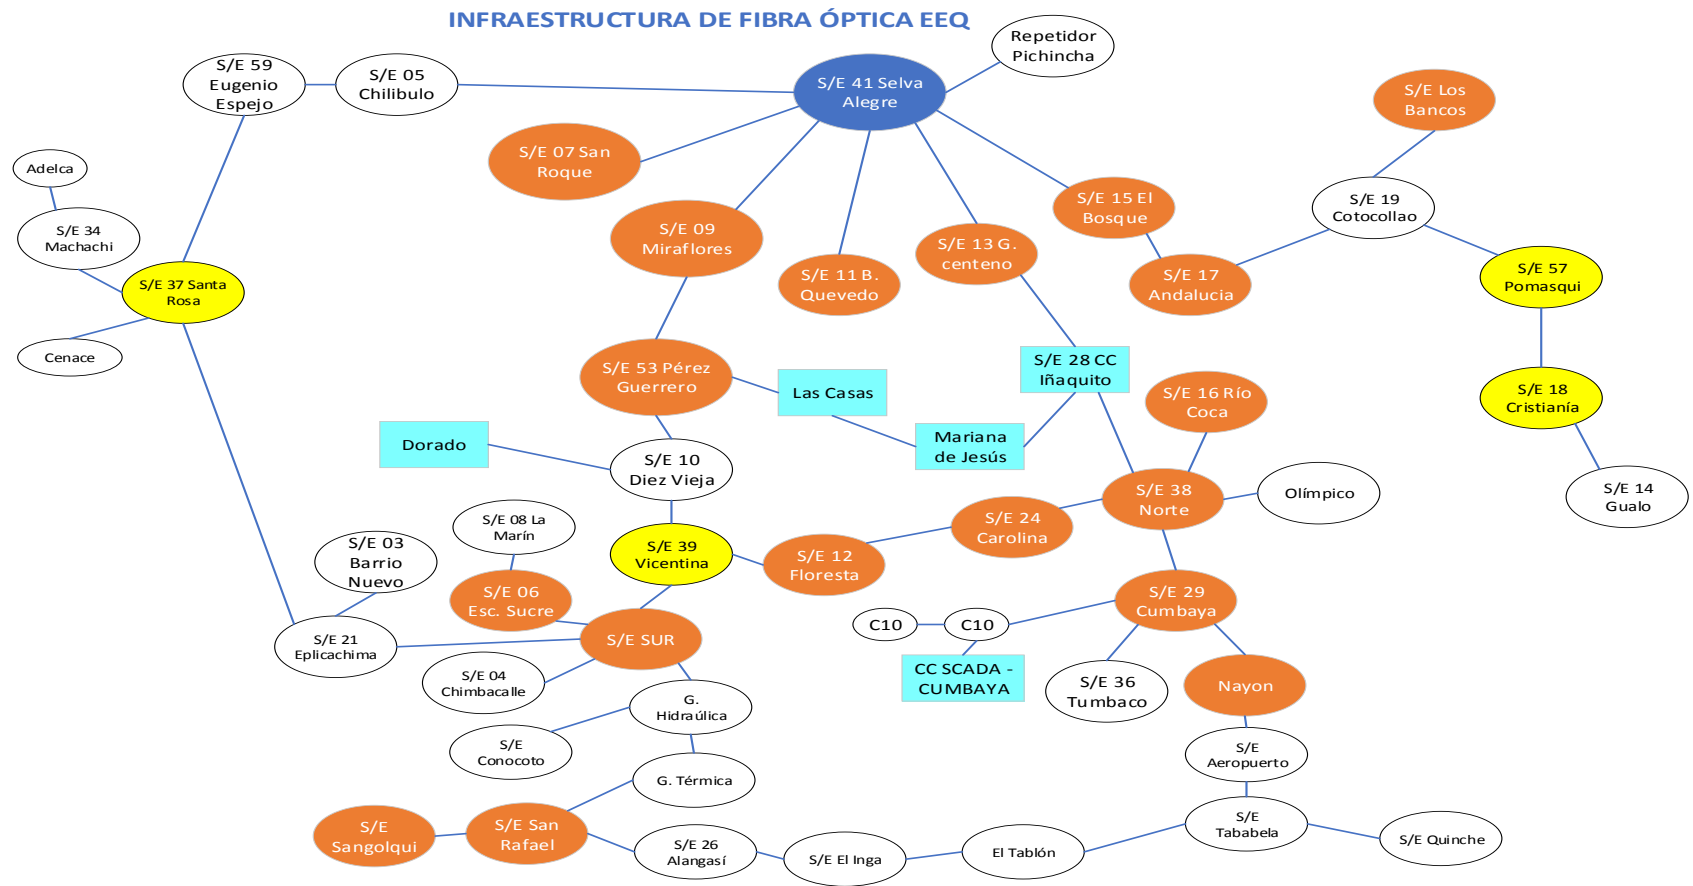 INFRAESTRUCTURA DE FIBRA ÓPTICA EEQ
Repetidor
Pichincha
S/E 59
Eugenio
Espejo
S/E 05
Chilibulo
S/E 41 Selva
Alegre
S/E Los
Bancos
S/E 07 San
Roque
Adelca
S/E 34
Machachi
S/E 09
Miraflores
S/E 15 El
Bosque
S/E 19
Cotocollao
S/E 13 G.
centeno
S/E 11 B.
Quevedo
S/E 17
Andalucia
S/E 57
Pomasqui
S/E 37 Santa
Rosa
Cenace
S/E 53 Pérez
Guerrero
Las Casas
S/E 28 CC
Iñaquito
S/E 16 Río
Coca
S/E 18
Cristianía
Dorado
Mariana
de Jesús
S/E 10
Diez Vieja
S/E 38
Norte
Olímpico
S/E 14
Gualo
S/E 08 La
Marín
S/E 24
Carolina
S/E 03
Barrio
Nuevo
S/E 39
Vicentina
S/E 12
Floresta
S/E 06
Esc. Sucre
S/E 29
Cumbaya
S/E 21
Eplicachima
S/E SUR
C10
C10
CC SCADA -
CUMBAYA
S/E 04
Chimbacalle
S/E 36
Tumbaco
Nayon
G.
Hidraúlica
S/E
Conocoto
S/E
Aeropuerto
G. Térmica
S/E
Sangolqui
S/E San
Rafael
S/E 26
Alangasí
S/E El Inga
El Tablón
S/E
Tababela
S/E Quinche